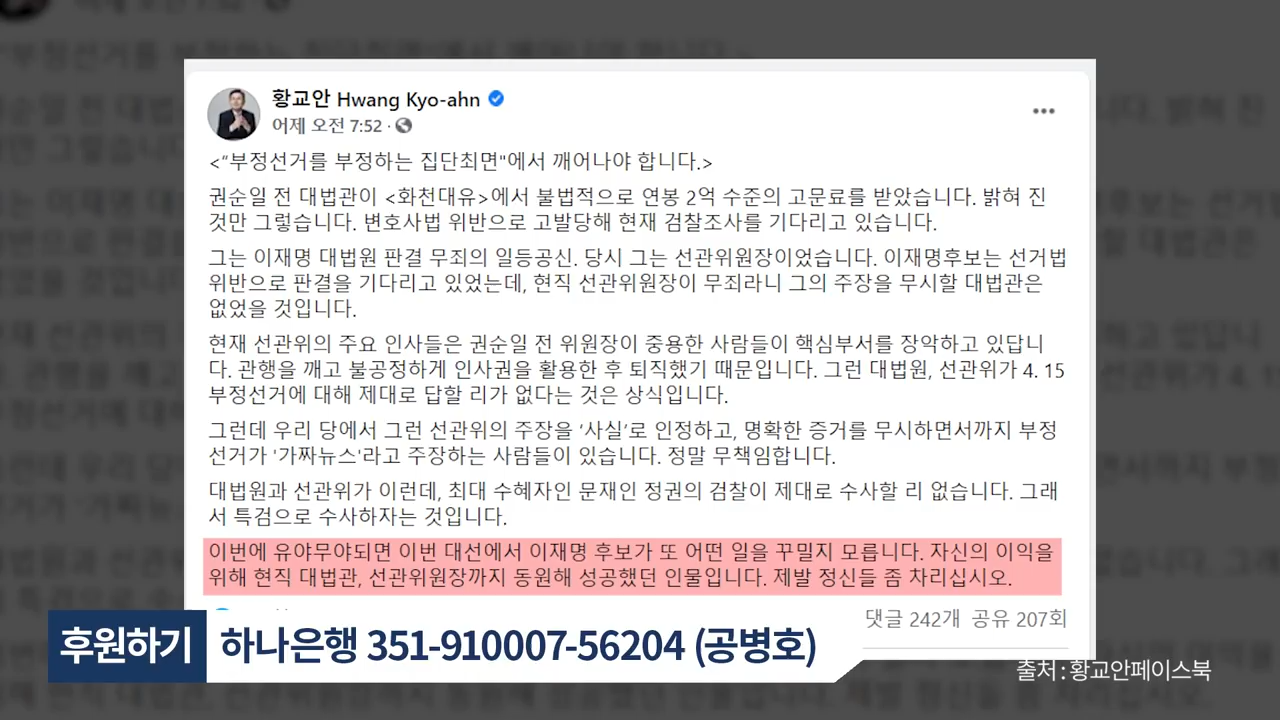 황교안 Hwang Kyo-ahn
어제 오전 7:52 ·
<"부정선거를 부정하는 집단최면"에서 깨어나야 합니다.>
권순일 전 대법관이 <화천대유>에서 불법적으로 연봉 2억 수준의 고문료를 받았습니다. 밝혀 진
것만 그렇습니다. 변호사법 위반으로 고발당해 현재 검찰조사를 기다리고 있습니다.
그는 이재명 대법원 판결 무죄의 일등공신. 당시 그는 선관위원장이었습니다. 이재명후보는 선거법
위반으로 판결을 기다리고 있었는데, 현직 선관위원장이 무죄라니 그의 주장을 무시할 대법관은
없었을 것입니다.
현재 선관위의 주요 인사들은 권순일 전 위원장이 중용한 사람들이 핵심부서를 장악하고 있답니
다. 관행을 깨고 불공정하게 인사권을 활용한 후 퇴직했기 때문입니다. 그런 대법원, 선관위가 4. 15
부정선거에 대해 제대로 답할 리가 없다는 것은 상식입니다.
그런데 우리 당에서 그런 선관위의 주장을 ‘사실’로 인정하고, 명확한 증거를 무시하면서까지 부정
선거가 '가짜뉴스'라고 주장하는 사람들이 있습니다. 정말 무책임합니다.
대법원과 선관위가 이런데, 최대 수혜자인 문재인 정권의 검찰이 제대로 수사할 리 없습니다. 그래
서 특검으로 수사하자는 것입니다.
이번에 유야무야되면 이번 대선에서 이재명 후보가 또 어떤 일을 꾸밀지 모릅니다. 자신의 이익을
위해 현직 대법관, 선관위원장까지 동원해 성공했던 인물입니다. 제발 정신들 좀 차리십시오.
댓글 242개 공유 207회
후원하기 하나은행 351-910007-56204 (공병호)
출처 : 황교안페이스북